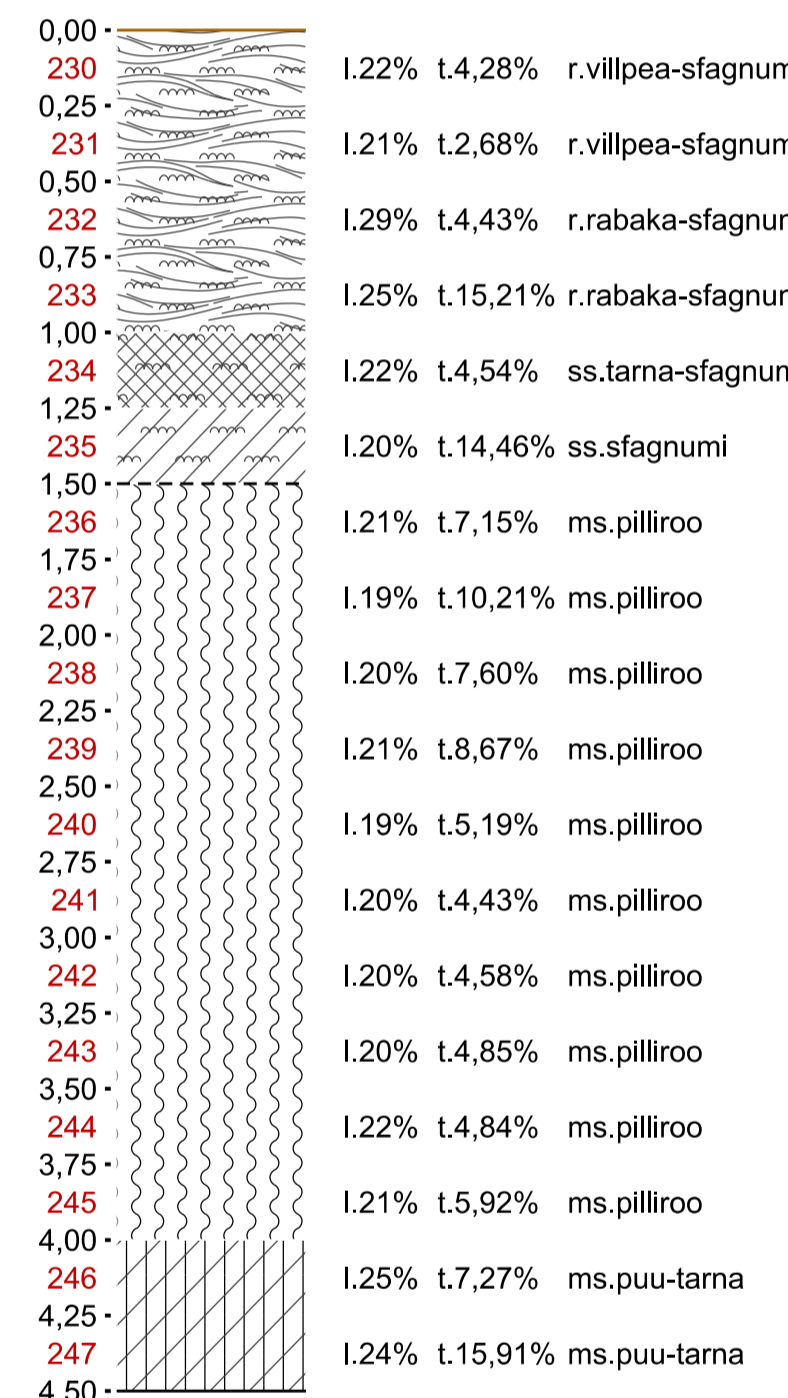 0,00
230 l.22% t.4,28% r.villpea-sfagnum
0,25
231 l.21% t.2,68% r.villpea-sfagnum
0,50
232 l.29% t.4,43% r.rabaka-sfagnum
0,75
233 l.25% t.15,21% r.rabaka-sfagnum
1,00
234 l.22% t.4,54% ss.tarna-sfagnum
1,25
235 l.20% t.14,46% ss.sfagnumi
1,50
236 l.21% t.7,15% ms.pilliroo
1,75
237 l.19% t.10,21% ms.pilliroo
2,00
238 l.20% t.7,60% ms.pilliroo
2,25
239 l.21% t.8,67% ms.pilliroo
2,50
240 l.19% t.5,19% ms.pilliroo
2,75
241 l.20% t.4,43% ms.pilliroo
3,00
242 l.20% t.4,58% ms.pilliroo
3,25
243 l.20% t.4,85% ms.pilliroo
3,50
244 l.22% t.4,84% ms.pilliroo
3,75
245 l.21% t.5,92% ms.pilliroo
4,00
246 l.25% t.7,27% ms.puu-tarna
4,25
247 l.24% t.15,91% ms.puu-tarna
4,50